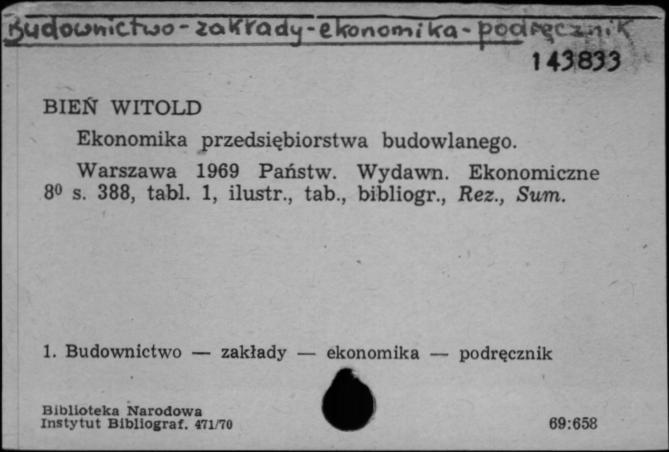 Budownictwo - zakłady - ekonomika - podręcznik
143833
BIEŃ WITOLD
Ekonomika przedsiębiorstwa budowlanego.
Warszawa 1969 Państw. Wydawn. Ekonomiczne
8⁰ s. 388, tabl. 1, ilustr., tab., bibliogr., Rez., Sum.
1. Budownictwo — zakłady — ekonomika — podręcznik
Biblioteka Narodowa
Instytut Bibliograf. 471/70
69:658